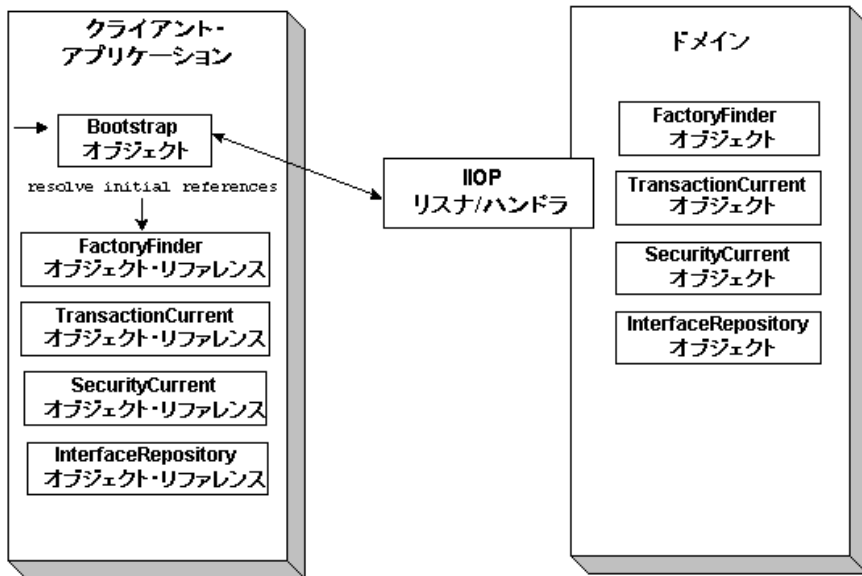 クライアント・
アプリケーション
Bootstrap
オブジェクト
resolve initial references
FactoryFinder
オブジェクト・リファレンス
TransactionCurrent
オブジェクト・リファレンス
SecurityCurrent
オブジェクト・リファレンス
InterfaceRepository
オブジェクト・リファレンス
IIOP
リスナ/ハンドラ
ドメイン
FactoryFinder
オブジェクト
TransactionCurrent
オブジェクト
SecurityCurrent
オブジェクト
InterfaceRepository
オブジェクト